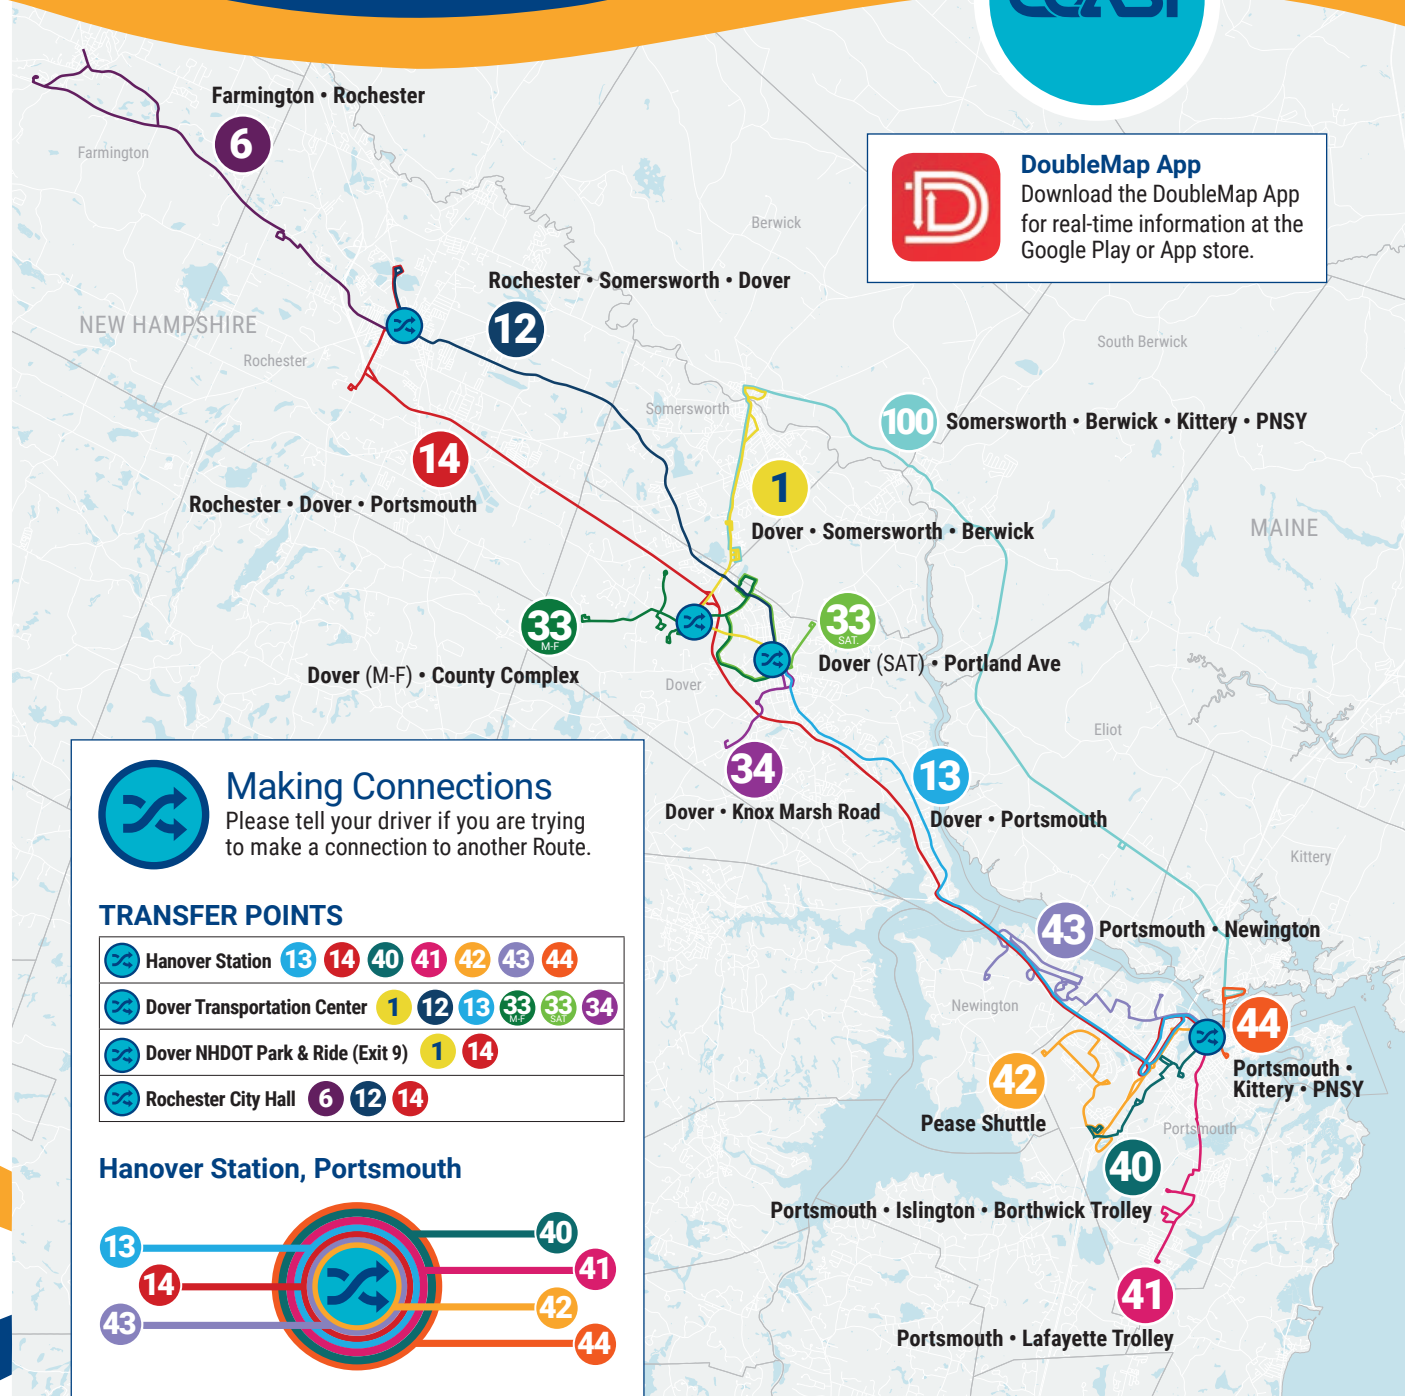 COAST
Farmington • Rochester
6
Farmington
DoubleMap App
Download the DoubleMap App
for real-time information at the
Google Play or App store.
Berwick
Rochester • Somersworth • Dover
12
NEW HAMPSHIRE
Rochester
South Berwick
Somersworth
100
Somersworth • Berwick • Kittery • PNSY
14
Rochester • Dover • Portsmouth
1
Dover • Somersworth • Berwick
MAINE
33
M-F
Dover (M-F) • County Complex
33
SAT.
Dover (SAT) • Portland Ave
Dover
Eliot
34
Dover • Knox Marsh Road
13
Dover • Portsmouth
Kittery
43
Portsmouth • Newington
Newington
44
Portsmouth •
Kittery • PNSY
42
Pease Shuttle
Portsmouth
40
Portsmouth • Islington • Borthwick Trolley
41
Portsmouth • Lafayette Trolley
Making Connections
Please tell your driver if you are trying
to make a connection to another Route.
TRANSFER POINTS
Hanover Station 13 14 40 41 42 43 44
Dover Transportation Center 1 12 13 33 M-F 33 SAT 34
Dover NHDOT Park & Ride (Exit 9) 1 14
Rochester City Hall 6 12 14
Hanover Station, Portsmouth
13
14
43
40
41
42
44